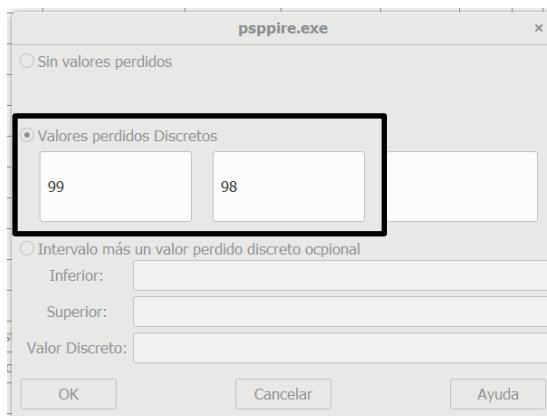 psppire.exe ×
Sin valores perdidos
Valores perdidos Discretos
99 98
Intervalo más un valor perdido discreto ocpional
Inferior:
Superior:
Valor Discreto:
OK Cancelar Ayuda